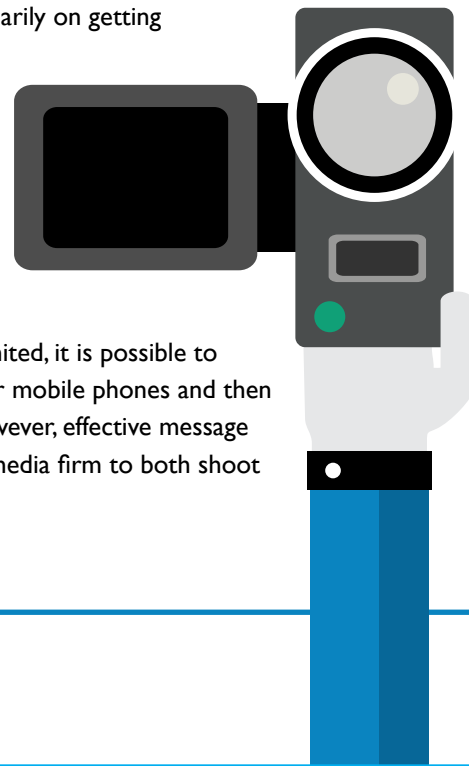 arily on getting
ited, it is possible to
r mobile phones and then
wever, effective message
media firm to both shoot